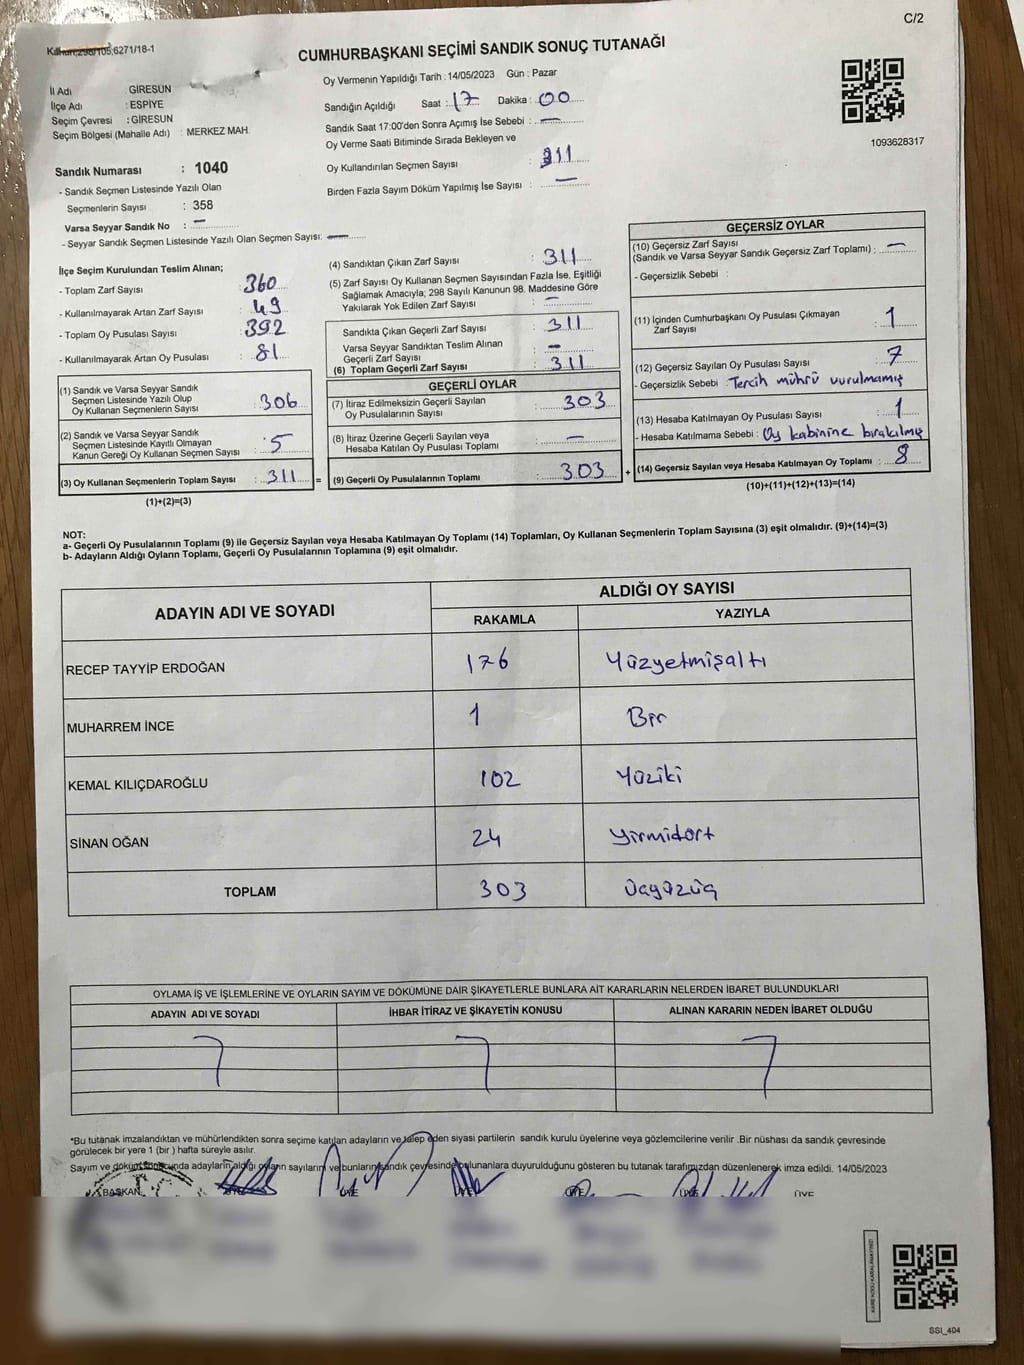 C/2
Kanun:298/105,6271/18-1
CUMHURBAŞKANI SEÇİMİ SANDIK SONUÇ TUTANAĞI
İl Adı GİRESUN
İlçe Adı : ESPİYE
Seçim Çevresi : GİRESUN
Seçim Bölgesi (Mahalle Adı) : MERKEZ MAH.
Oy Vermenin Yapıldığı Tarih : 14/05/2023 Gün : Pazar
Sandığın Açıldığı Saat : 17 Dakika : 00
Sandık Saat 17:00'den Sonra Açımış İse Sebebi : —
Oy Verme Saati Bitiminde Sırada Bekleyen ve
Oy Kullandırılan Seçmen Sayısı : 311
Birden Fazla Sayım Döküm Yapılmış İse Sayısı : —
1093628317
Sandık Numarası : 1040
- Sandık Seçmen Listesinde Yazılı Olan
Seçmenlerin Sayısı : 358
Varsa Seyyar Sandık No : —
- Seyyar Sandık Seçmen Listesinde Yazılı Olan Seçmen Sayısı: —
İlçe Seçim Kurulundan Teslim Alınan;
- Toplam Zarf Sayısı : 360
- Kullanılmayarak Artan Zarf Sayısı : 49
- Toplam Oy Pusulası Sayısı : 392
- Kullanılmayarak Artan Oy Pusulası : 81
(1) Sandık ve Varsa Seyyar Sandık
Seçmen Listesinde Yazılı Olup
Oy Kullanan Seçmenlerin Sayısı : 306
(2) Sandık ve Varsa Seyyar Sandık
Seçmen Listesinde Kayıtlı Olmayan
Kanun Gereği Oy Kullanan Seçmen Sayısı : 5
(3) Oy Kullanan Seçmenlerin Toplam Sayısı : 311 =
(1)+(2)=(3)
(4) Sandıktan Çıkan Zarf Sayısı : 311
(5) Zarf Sayısı Oy Kullanan Seçmen Sayısından Fazla İse, Eşitliği
Sağlamak Amacıyla; 298 Sayılı Kanunun 98. Maddesine Göre
Yakılarak Yok Edilen Zarf Sayısı : —
Sandıkta Çıkan Geçerli Zarf Sayısı : 311
Varsa Seyyar Sandıktan Teslim Alınan
Geçerli Zarf Sayısı : —
(6) Toplam Geçerli Zarf Sayısı : 311
GEÇERLİ OYLAR
(7) İtiraz Edilmeksizin Geçerli Sayılan
Oy Pusulalarının Sayısı : 303
(8) İtiraz Üzerine Geçerli Sayılan veya
Hesaba Katılan Oy Pusulası Toplamı : —
(9) Geçerli Oy Pusulalarının Toplamı : 303 +
GEÇERSİZ OYLAR
(10) Geçersiz Zarf Sayısı
(Sandık ve Varsa Seyyar Sandık Geçersiz Zarf Toplamı) : —
- Geçersizlik Sebebi :
(11) İçinden Cumhurbaşkanı Oy Pusulası Çıkmayan
Zarf Sayısı : 1
(12) Geçersiz Sayılan Oy Pusulası Sayısı : 7
- Geçersizlik Sebebi : Tercih mührü vurulmamış
(13) Hesaba Katılmayan Oy Pusulası Sayısı : 1
- Hesaba Katılmama Sebebi : Oy kabinine bırakılmış
(14) Geçersiz Sayılan veya Hesaba Katılmayan Oy Toplamı : 8
(10)+(11)+(12)+(13)=(14)
NOT:
a- Geçerli Oy Pusulalarının Toplamı (9) ile Geçersiz Sayılan veya Hesaba Katılmayan Oy Toplamı (14) Toplamları, Oy Kullanan Seçmenlerin Toplam Sayısına (3) eşit olmalıdır. (9)+(14)=(3)
b- Adayların Aldığı Oyların Toplamı, Geçerli Oy Pusulalarının Toplamına (9) eşit olmalıdır.
ADAYIN ADI VE SOYADI
ALDIĞI OY SAYISI
RAKAMLA YAZIYLA
RECEP TAYYİP ERDOĞAN 176 Yüzyetmişaltı
MUHARREM İNCE 1 Bir
KEMAL KILIÇDAROĞLU 102 Yüziki
SİNAN OĞAN 24 Yirmidört
TOPLAM 303 Üçyüzüç
OYLAMA İŞ VE İŞLEMLERİNE VE OYLARIN SAYIM VE DÖKÜMÜNE DAİR ŞİKAYETLERLE BUNLARA AİT KARARLARIN NELERDEN İBARET BULUNDUKLARI
ADAYIN ADI VE SOYADI İHBAR İTİRAZ VE ŞİKAYETİN KONUSU ALINAN KARARIN NEDEN İBARET OLDUĞU
*Bu tutanak imzalandıktan ve mühürlendikten sonra seçime katılan adayların ve talep eden siyasi partilerin sandık kurulu üyelerine veya gözlemcilerine verilir .Bir nüshası da sandık çevresinde
görülecek bir yere 1 (bir ) hafta süreyle asılır.
Sayım ve döküm sonucunda adayların aldığı oyların sayıları ve bunların sandık çevresinde bulunanlara duyurulduğunu gösteren bu tutanak tarafımızdan düzenlenerek imza edildi. 14/05/2023
BAŞKAN ÜYE ÜYE ÜYE ÜYE ÜYE ÜYE
SSİ_404